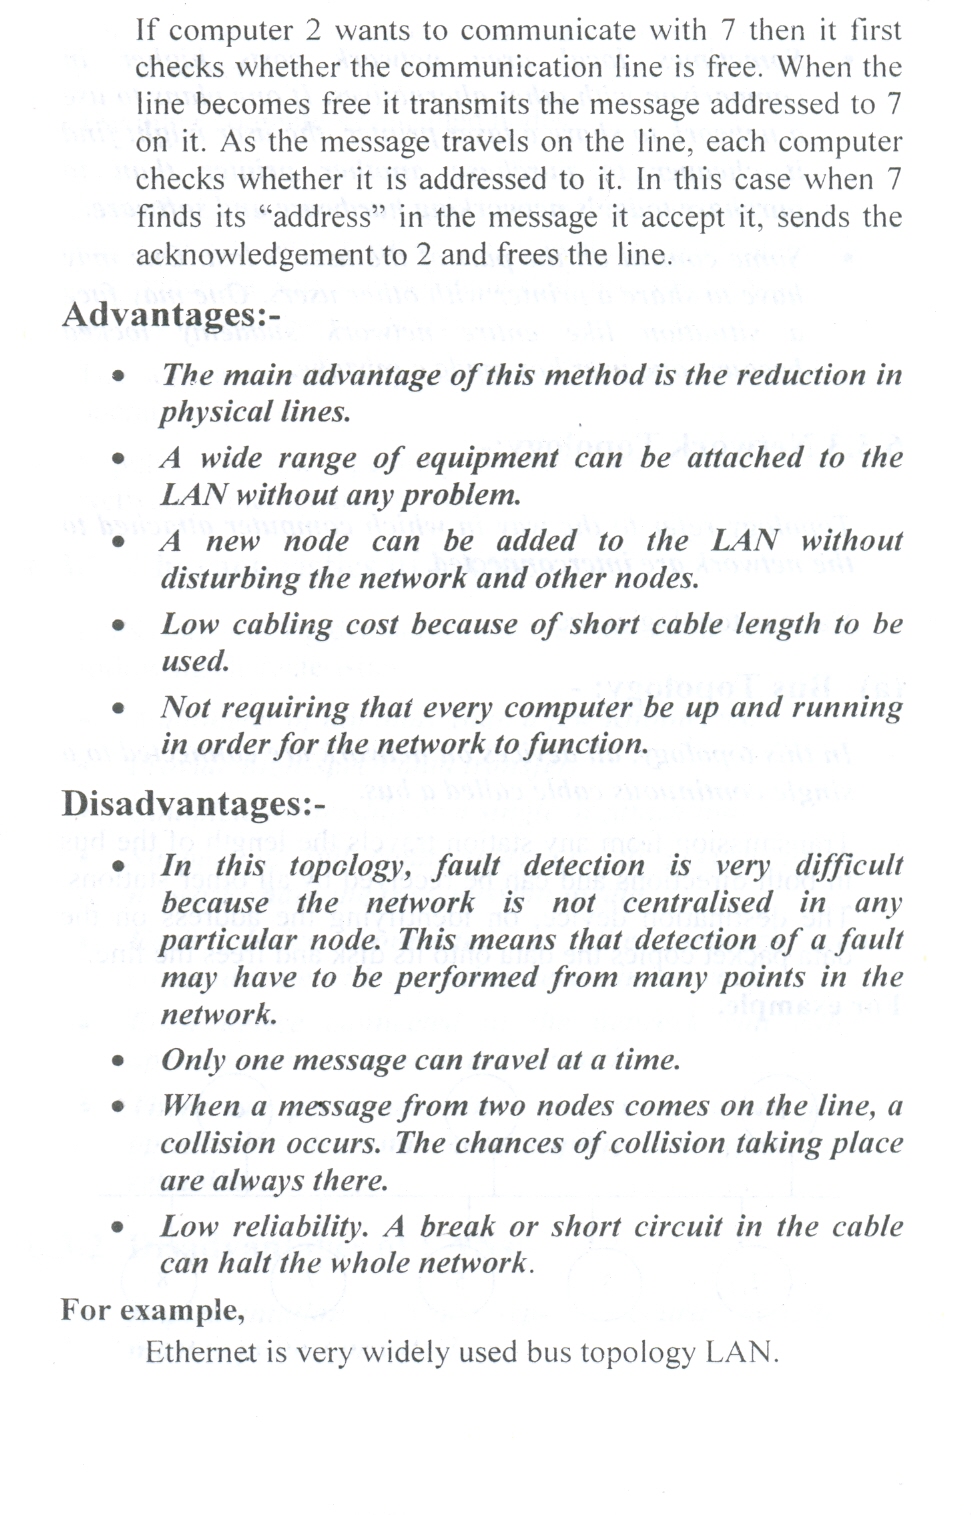 If computer 2 wants to communicate with 7 then it first
checks whether the communication line is free. When the
line becomes free it transmits the message addressed to 7
on it. As the message travels on the line, each computer
checks whether it is addressed to it. In this case when 7
finds its “address” in the message it accept it, sends the
acknowledgement to 2 and frees the line.
Advantages:-
• The main advantage of this method is the reduction in
physical lines.
• A wide range of equipment can be attached to the
LAN without any problem.
• A new node can be added to the LAN without
disturbing the network and other nodes.
• Low cabling cost because of short cable length to be
used.
• Not requiring that every computer be up and running
in order for the network to function.
Disadvantages:-
• In this topology, fault detection is very difficult
because the network is not centralised in any
particular node. This means that detection of a fault
may have to be performed from many points in the
network.
• Only one message can travel at a time.
• When a message from two nodes comes on the line, a
collision occurs. The chances of collision taking place
are always there.
• Low reliability. A break or short circuit in the cable
can halt the whole network.
For example,
Ethernet is very widely used bus topology LAN.